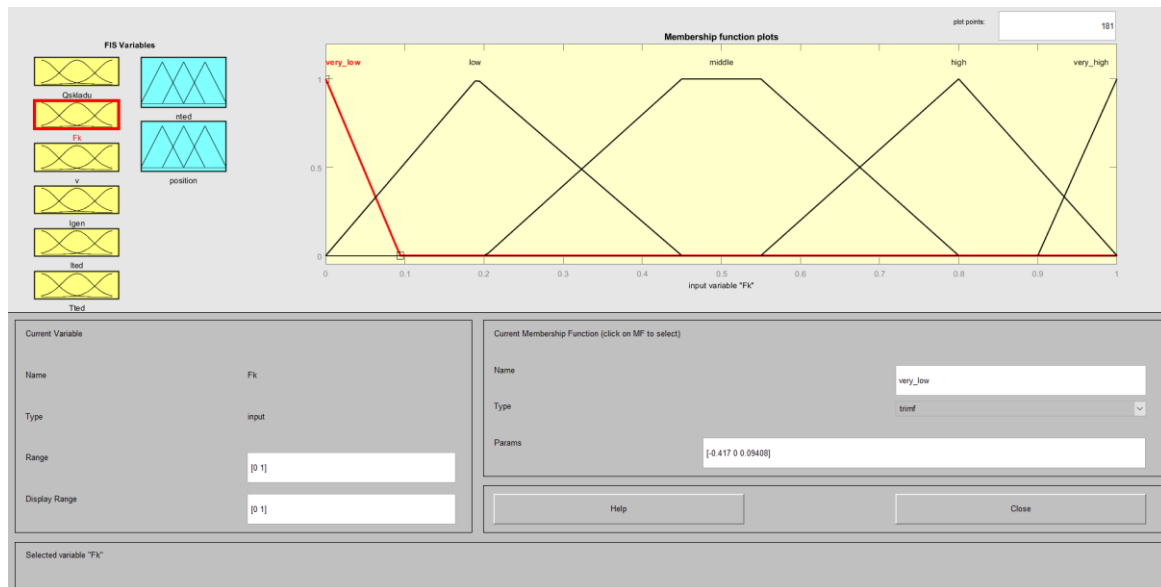 plot points:
181
FIS Variables
Membership function plots
Qskladu
Fk
v
Igen
Ited
Tted
nted
position
very_low
low
middle
high
very_high
1
0.5
0
0
0.1
0.2
0.3
0.4
0.5
0.6
0.7
0.8
0.9
1
input variable "Fk"
Current Variable
Name
Fk
Type
input
Range
[0 1]
Display Range
[0 1]
Current Membership Function (click on MF to select)
Name
very_low
Type
trimf
Params
[-0.417 0 0.09408]
Help
Close
Selected variable "Fk"